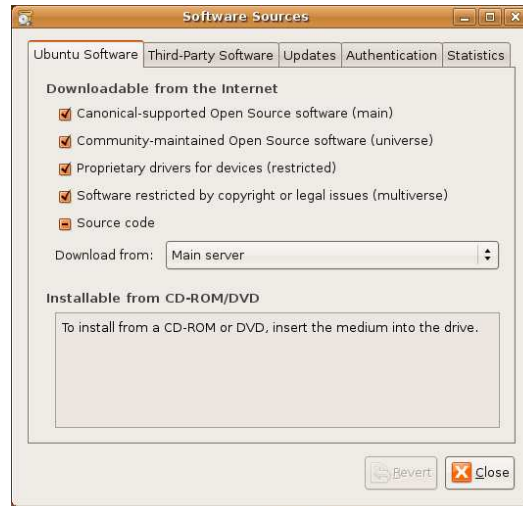 Software Sources
Ubuntu Software Third-Party Software Updates Authentication Statistics
Downloadable from the Internet
Canonical-supported Open Source software (main)
Community-maintained Open Source software (universe)
Proprietary drivers for devices (restricted)
Software restricted by copyright or legal issues (multiverse)
Source code
Download from: Main server
Installable from CD-ROM/DVD
To install from a CD-ROM or DVD, insert the medium into the drive.
Revert Close